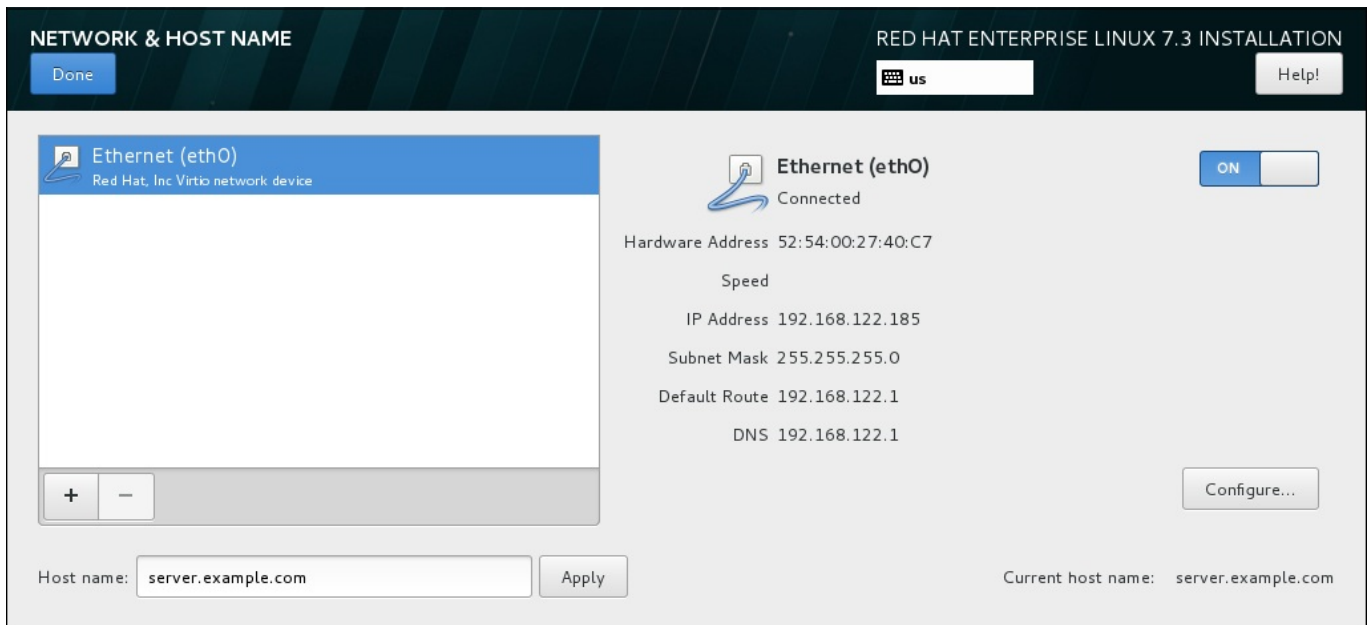 NETWORK & HOST NAME
RED HAT ENTERPRISE LINUX 7.3 INSTALLATION
Done
us
Help!
Ethernet (eth0)
Red Hat, Inc Virtio network device
Ethernet (eth0)
Connected
ON
Hardware Address 52:54:00:27:40:C7
Speed
IP Address 192.168.122.185
Subnet Mask 255.255.255.0
Default Route 192.168.122.1
DNS 192.168.122.1
+ −
Configure...
Host name: server.example.com Apply
Current host name: server.example.com